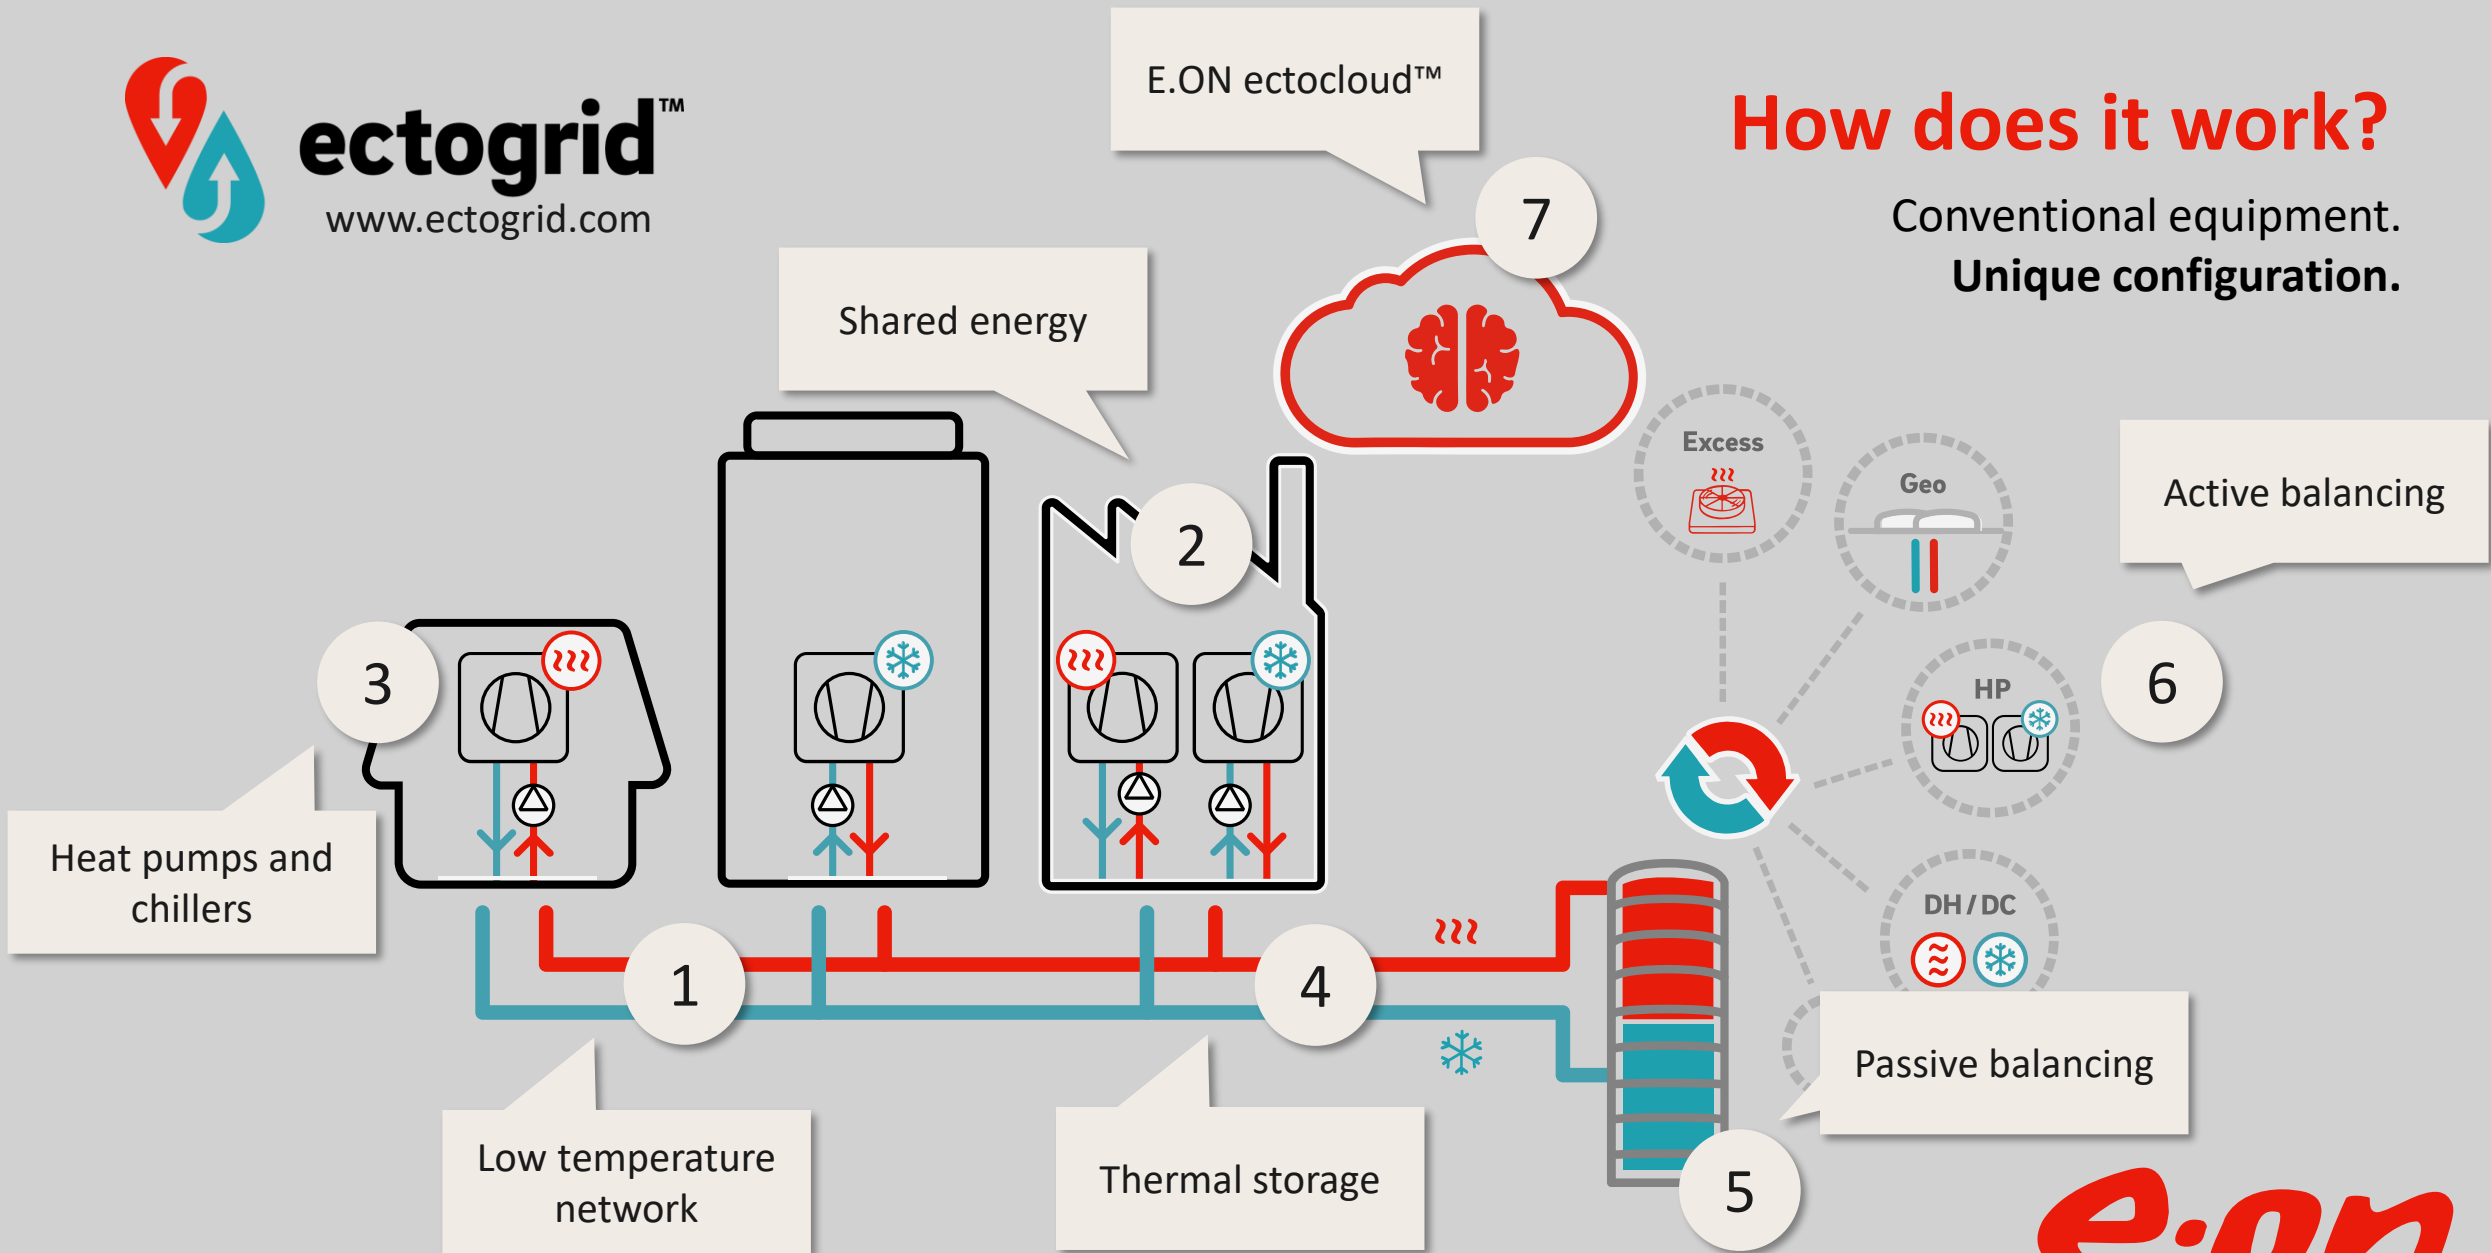 ectogrid™
www.ectogrid.com
E.ON ectocloud™
How does it work?
Conventional equipment.
Unique configuration.
7
Shared energy
Excess
Geo
Active balancing
2
3
HP
6
Heat pumps and
chillers
DH / DC
1
4
Passive balancing
Low temperature
network
Thermal storage
5
e·on